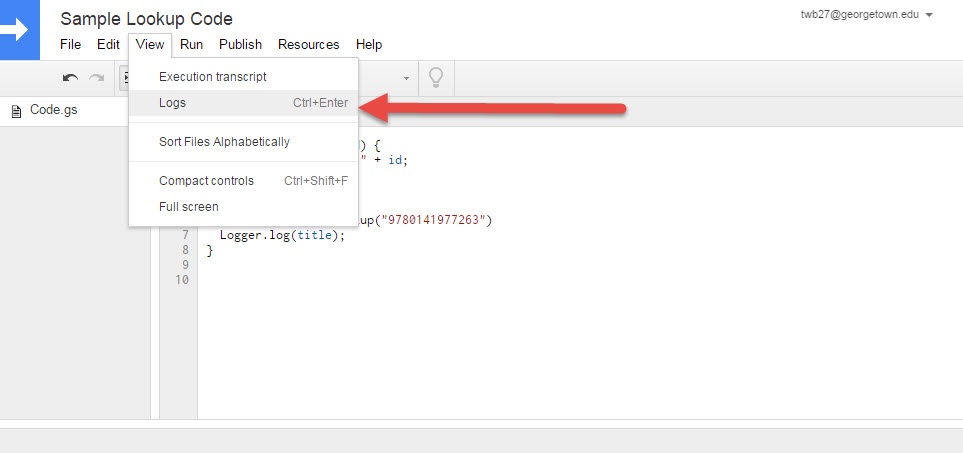 Sample Lookup Code
twb27@georgetown.edu
File Edit View Run Publish Resources Help
Execution transcript
Logs Ctrl+Enter
Code.gs
Sort Files Alphabetically
) {
" + id;
Compact controls Ctrl+Shift+F
Full screen
kup("9780141977263")
7 Logger.log(title);
8 }
9
10